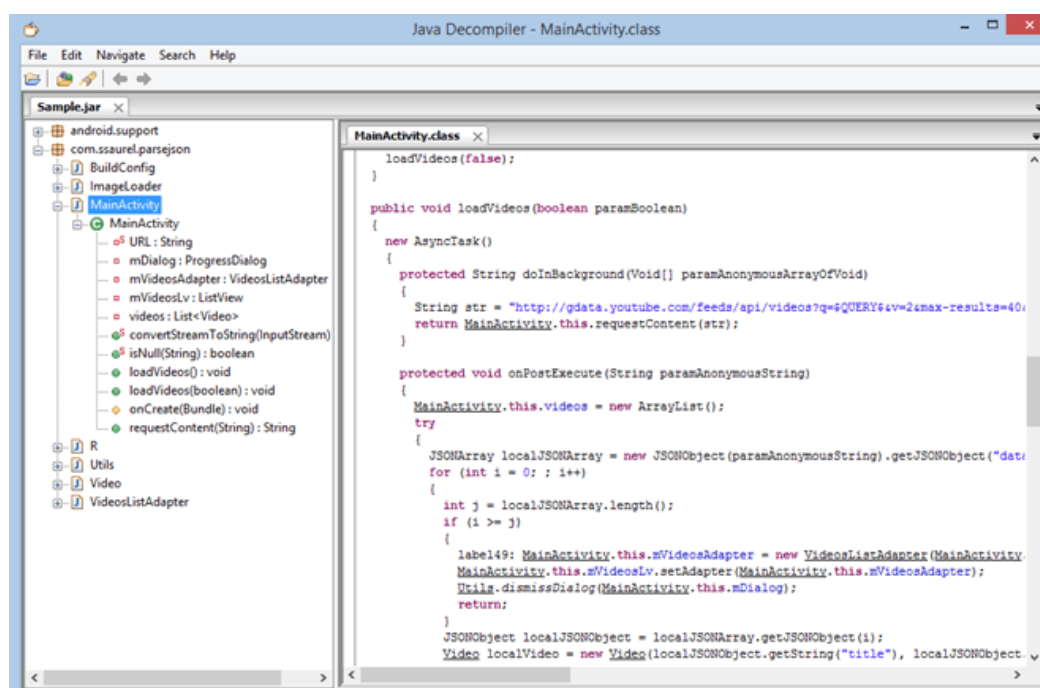 Java Decompiler - MainActivity.class
File Edit Navigate Search Help
Sample.jar
android.support
com.ssaurel.parsejson
BuildConfig
ImageLoader
MainActivity
MainActivity
URL : String
mDialog : ProgressDialog
mVideosAdapter : VideosListAdapter
mVideosLv : ListView
videos : List<Video>
convertStreamToString(InputStream)
isNull(String) : boolean
loadVideos() : void
loadVideos(boolean) : void
onCreate(Bundle) : void
requestContent(String) : String
R
Utils
Video
VideosListAdapter
MainActivity.class
loadVideos(false);
}
public void loadVideos(boolean paramBoolean)
{
new AsyncTask()
{
protected String doInBackground(Void[] paramAnonymousArrayOfVoid)
{
String str = "http://gdata.youtube.com/feeds/api/videos?q=$QUERY$&v=2&max-results=40&
return MainActivity.this.requestContent(str);
}
protected void onPostExecute(String paramAnonymousString)
{
MainActivity.this.videos = new ArrayList();
try
{
JSONArray localJSONArray = new JSONObject(paramAnonymousString).getJSONObject("data
for (int i = 0; ; i++)
{
int j = localJSONArray.length();
if (i >= j)
{
label49: MainActivity.this.mVideosAdapter = new VideosListAdapter(MainActivity.
MainActivity.this.mVideosLv.setAdapter(MainActivity.this.mVideosAdapter);
Utils.dismissDialog(MainActivity.this.mDialog);
return;
}
JSONObject localJSONObject = localJSONArray.getJSONObject(i);
Video localVideo = new Video(localJSONObject.getString("title"), localJSONObject.